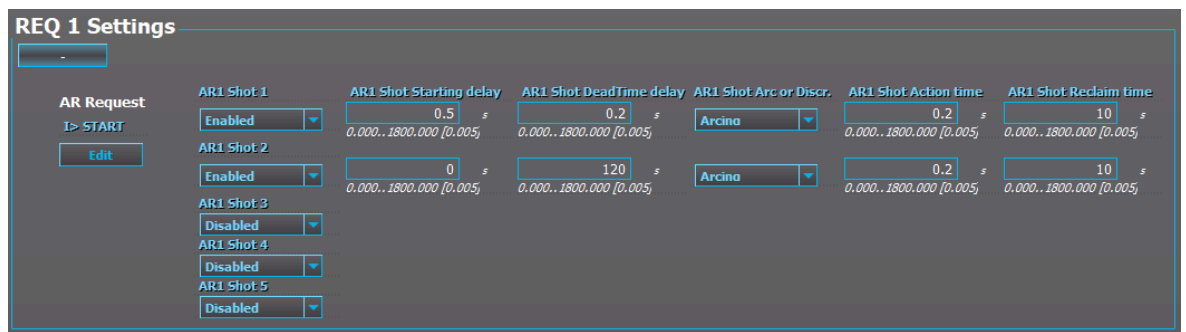 REQ 1 Settings
-
AR Request
I> START
Edit
AR1 Shot 1 AR1 Shot Starting delay AR1 Shot DeadTime delay AR1 Shot Arc or Discr. AR1 Shot Action time AR1 Shot Reclaim time
Enabled 0.5 s 0.2 s Arcing 0.2 s 10 s
0.000..1800.000 [0.005] 0.000..1800.000 [0.005] 0.000..1800.000 [0.005] 0.000..1800.000 [0.005]
AR1 Shot 2
Enabled 0 s 120 s Arcing 0.2 s 10 s
0.000..1800.000 [0.005] 0.000..1800.000 [0.005] 0.000..1800.000 [0.005] 0.000..1800.000 [0.005]
AR1 Shot 3
Disabled
AR1 Shot 4
Disabled
AR1 Shot 5
Disabled